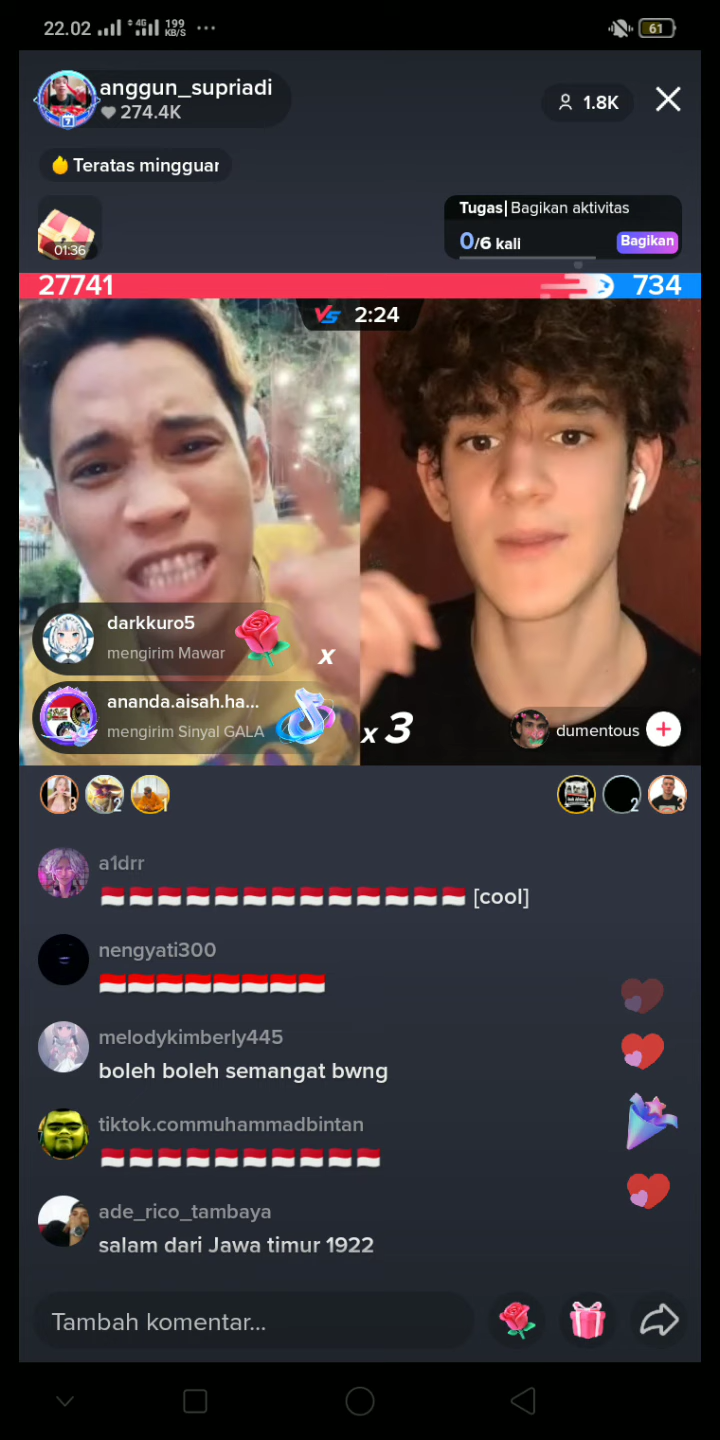 22.02 4G 199 KB/S ... 61
anggun_supriadi
274.4K
1.8K
Teratas mingguan
Tugas| Bagikan aktivitas
0/6 kali
Bagikan
01:36
27741
734
VS 2:24
darkkuro5
mengirim Mawar
x
ananda.aisah.ha...
mengirim Sinyal GALA
x 3
dumentous
3 2 1
1 2 3
a1drr
🇮🇩🇮🇩🇮🇩🇮🇩🇮🇩🇮🇩🇮🇩🇮🇩🇮🇩🇮🇩🇮🇩🇮🇩🇮🇩 [cool]
nengyati300
🇮🇩🇮🇩🇮🇩🇮🇩🇮🇩🇮🇩🇮🇩🇮🇩
melodykimberly445
boleh boleh semangat bwng
tiktok.commuhammadbintan
🇮🇩🇮🇩🇮🇩🇮🇩🇮🇩🇮🇩🇮🇩🇮🇩🇮🇩🇮🇩
ade_rico_tambaya
salam dari Jawa timur 1922
Tambah komentar...